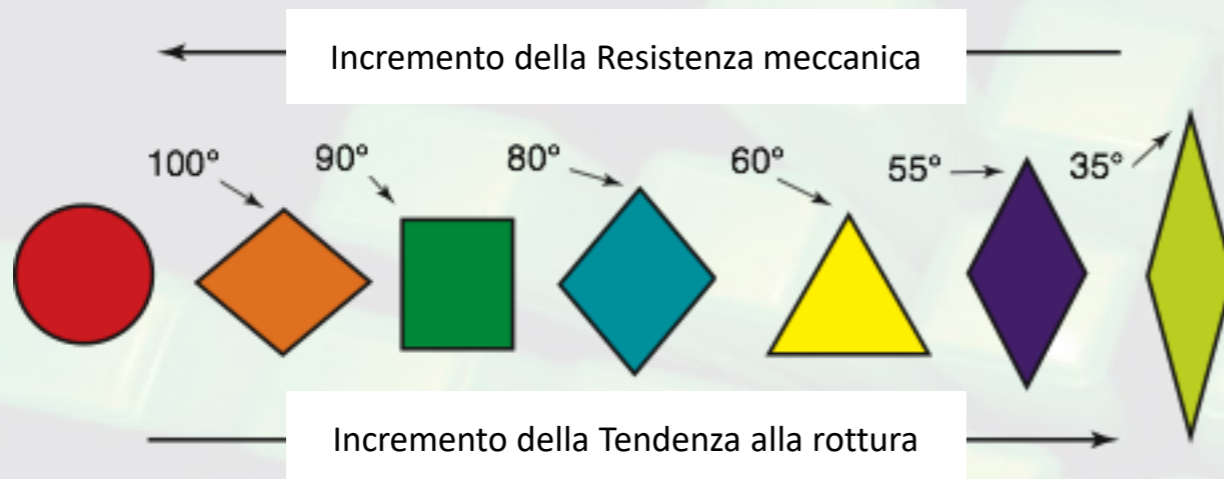 Incremento della Resistenza meccanica
100° 90° 80° 60° 55° 35°
Incremento della Tendenza alla rottura